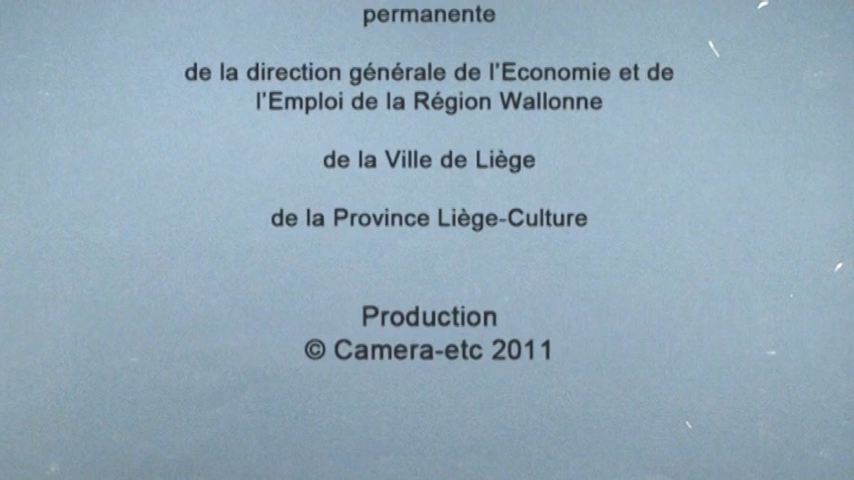 permanente
de la direction générale de l'Economie et de
l'Emploi de la Région Wallonne
de la Ville de Liège
de la Province Liège-Culture
Production
© Camera-etc 2011